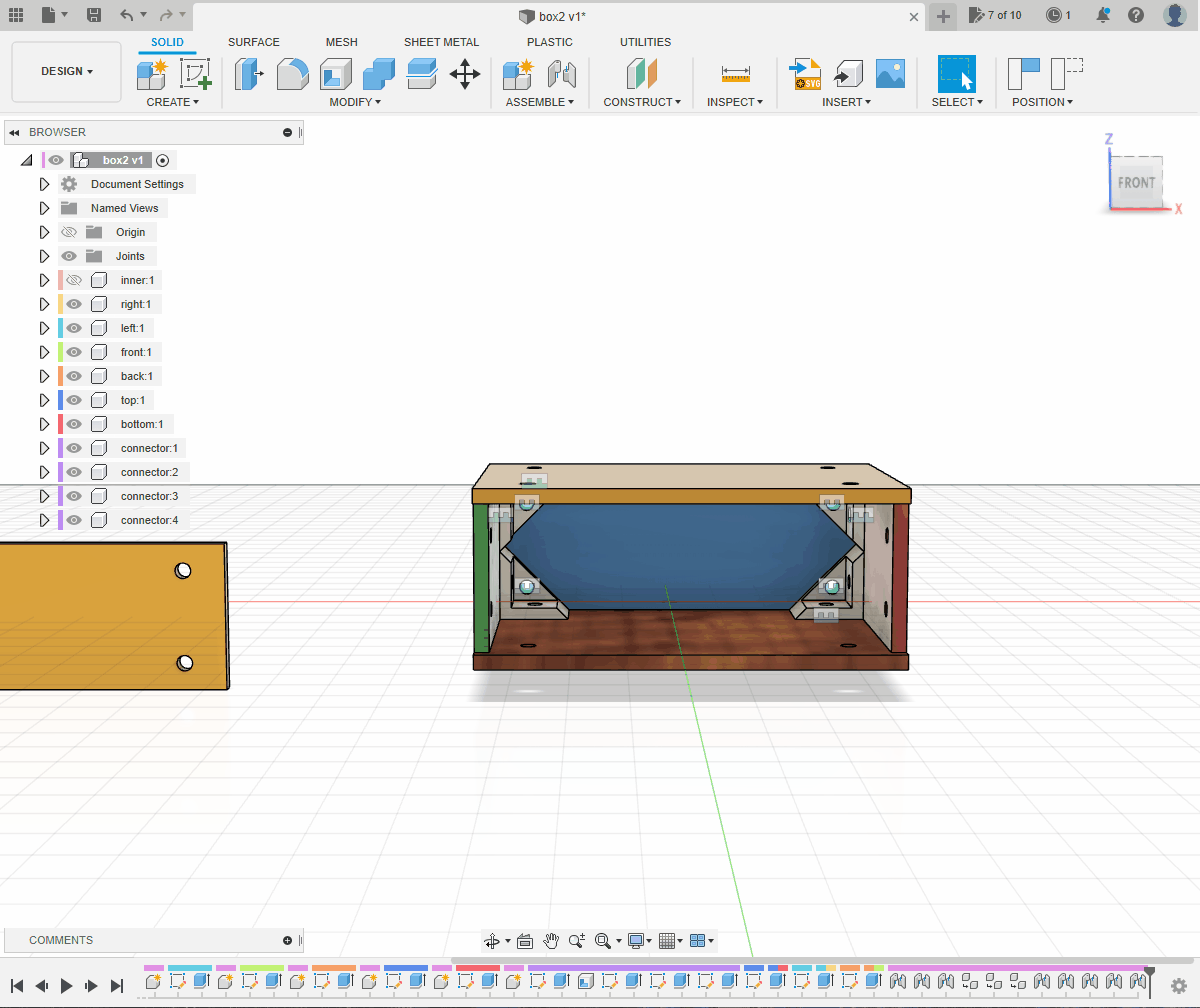 box2 v1*
7 of 10
1
SOLID SURFACE MESH SHEET METAL PLASTIC UTILITIES
DESIGN
SVG
CREATE MODIFY ASSEMBLE CONSTRUCT INSPECT INSERT SELECT POSITION
BROWSER
box2 v1
Document Settings
Named Views
Origin
Joints
inner:1
right:1
left:1
front:1
back:1
top:1
bottom:1
connector:1
connector:2
connector:3
connector:4
Z
FRONT
X
COMMENTS